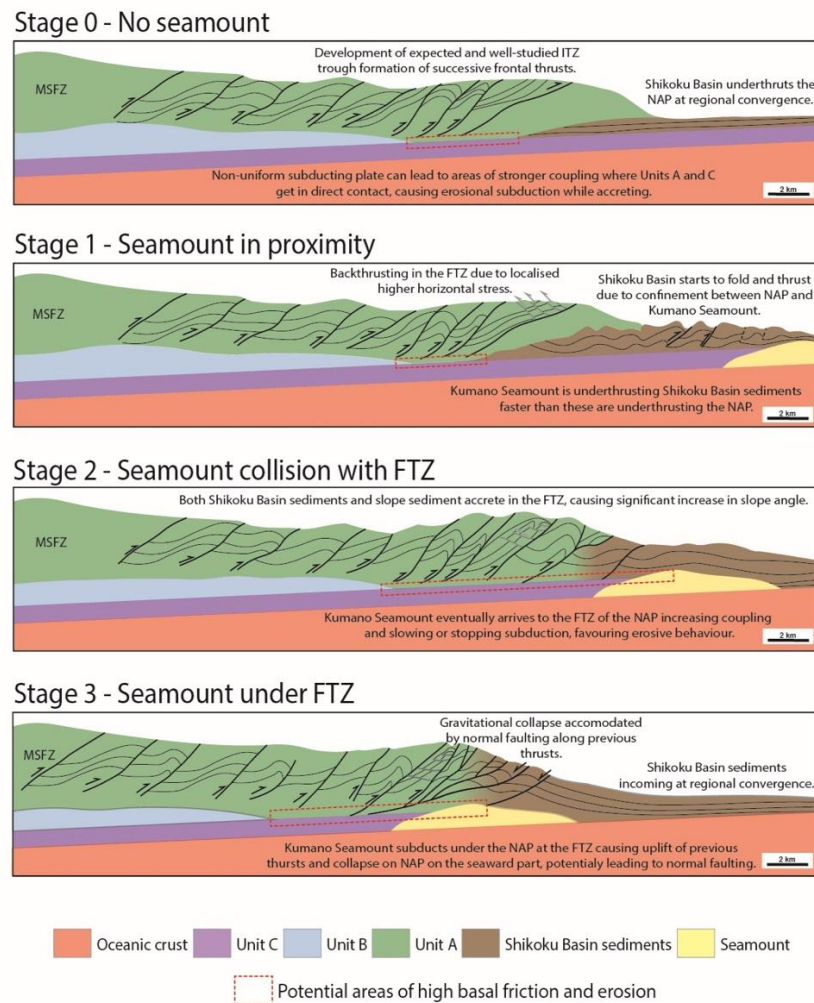 Stage 0 - No seamount
Development of expected and well-studied ITZ
trough formation of successive frontal thrusts.
MSFZ
Shikoku Basin underthruts the
NAP at regional convergence.
Non-uniform subducting plate can lead to areas of stronger coupling where Units A and C
get in direct contact, causing erosional subduction while accreting.
2 km
Stage 1 - Seamount in proximity
Backthrusting in the FTZ due to localised
higher horizontal stress.
Shikoku Basin starts to fold and thrust
due to confinement between NAP and
Kumano Seamount.
MSFZ
Kumano Seamount is underthrusting Shikoku Basin sediments
faster than these are underthrusting the NAP.
2 km
Stage 2 - Seamount collision with FTZ
Both Shikoku Basin sediments and slope sediment accrete in the FTZ, causing significant increase in slope angle.
MSFZ
Kumano Seamount eventually arrives to the FTZ of the NAP increasing coupling
and slowing or stopping subduction, favouring erosive behaviour.
2 km
Stage 3 - Seamount under FTZ
Gravitational collapse accomodated
by normal faulting along previous
thrusts.
MSFZ
Shikoku Basin sediments
incoming at regional convergence.
Kumano Seamount subducts under the NAP at the FTZ causing uplift of previous
thursts and collapse on NAP on the seaward part, potentialy leading to normal faulting.
2 km
Oceanic crust
Unit C
Unit B
Unit A
Shikoku Basin sediments
Seamount
Potential areas of high basal friction and erosion